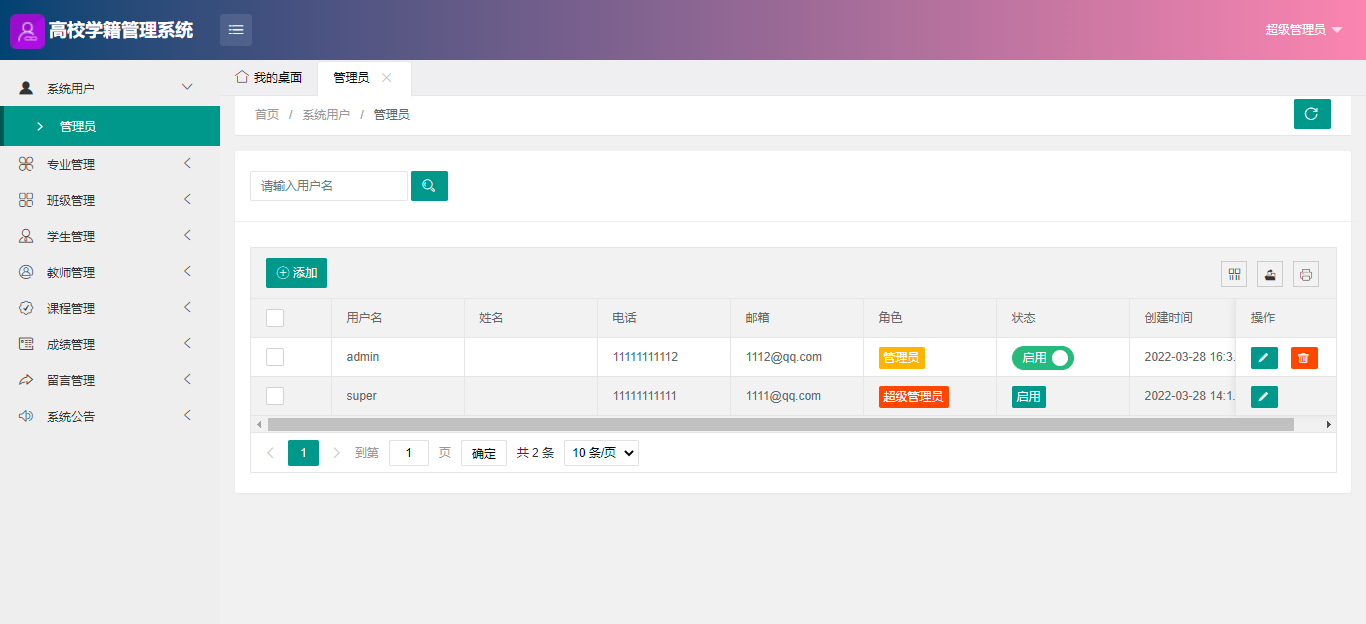 高校学籍管理系统
超级管理员
系统用户
管理员
专业管理
班级管理
学生管理
教师管理
课程管理
成绩管理
留言管理
系统公告
我的桌面 管理员
首页 / 系统用户 / 管理员
请输入用户名
添加
用户名 姓名 电话 邮箱 角色 状态 创建时间 操作
admin 11111111112 1112@qq.com 管理员 启用 2022-03-28 16:3.
super 11111111111 1111@qq.com 超级管理员 启用 2022-03-28 14:1.
1 到第 1 页 确定 共 2 条 10 条/页